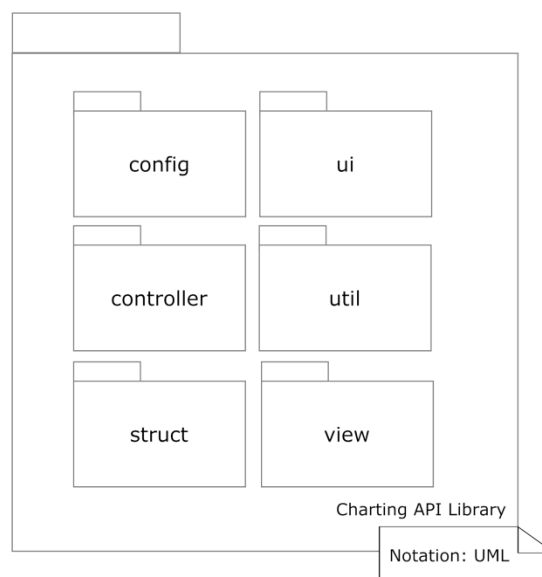 config
ui
controller
util
struct
view
Charting API Library
Notation: UML